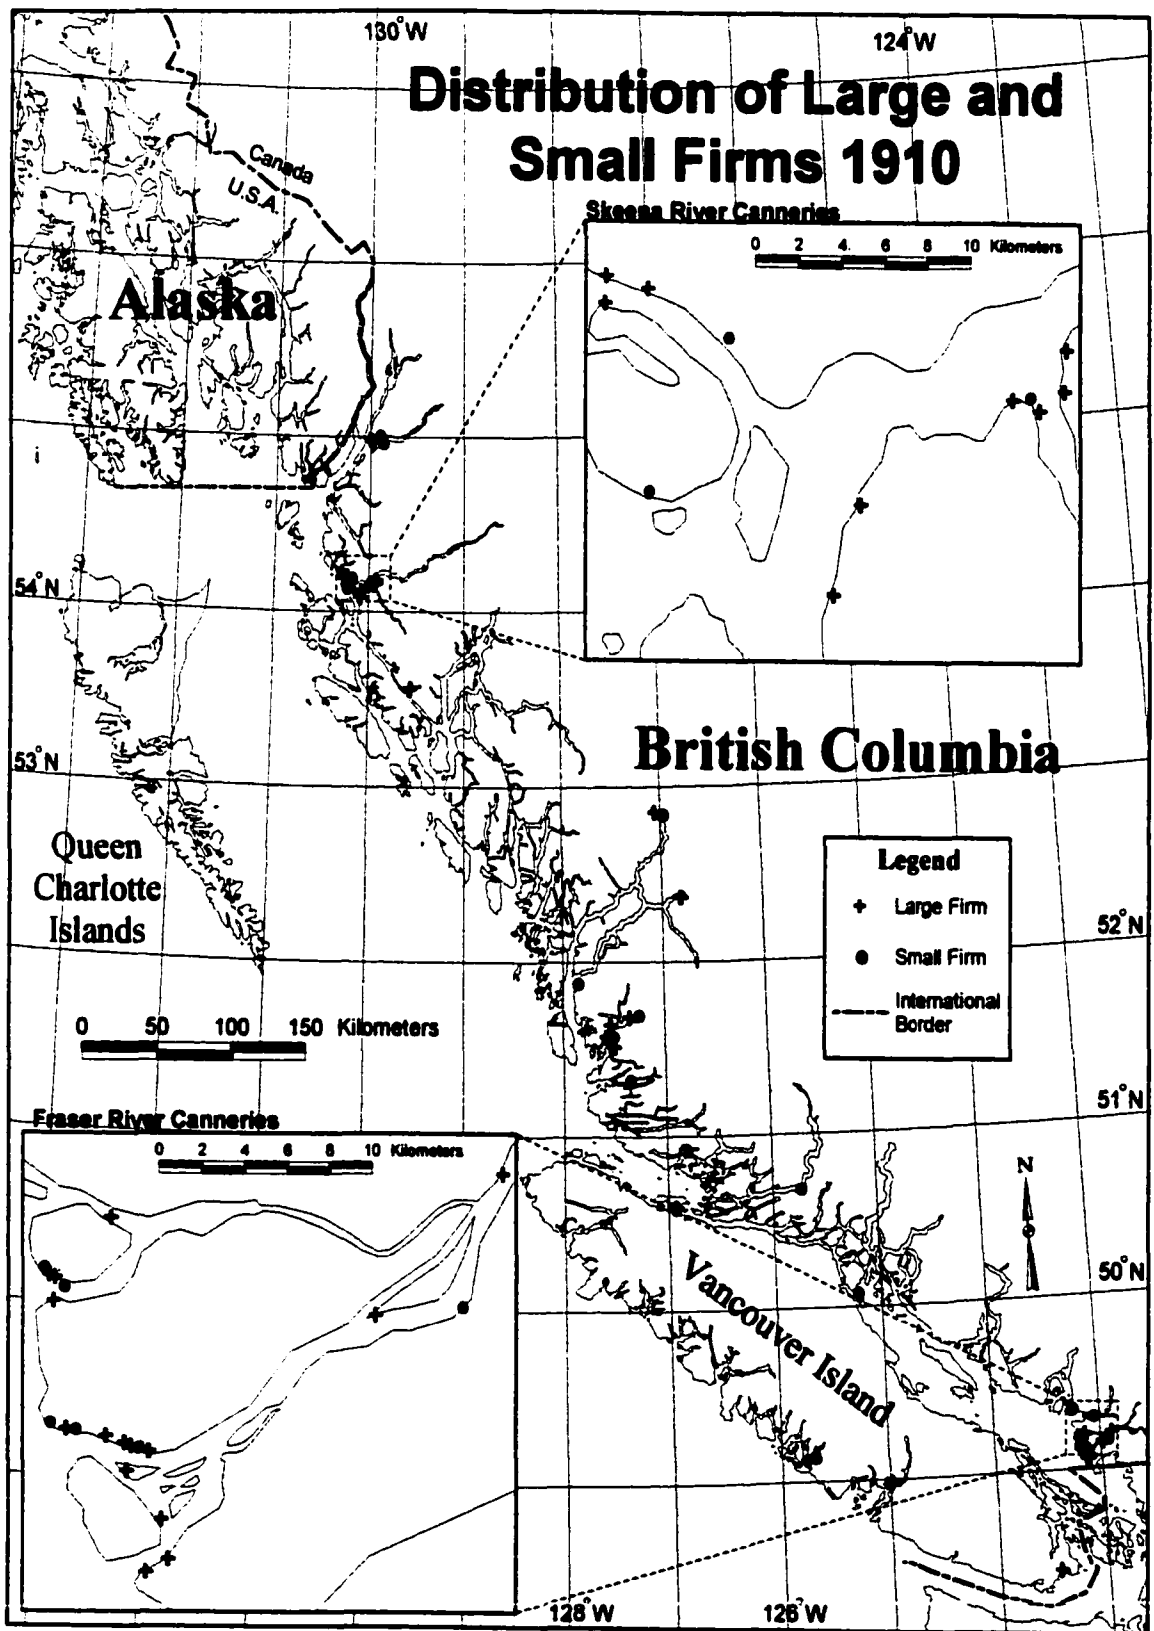 130°W
124°W
Distribution of Large and
Small Firms 1910
Canada
U.S.A.
Skeena River Canneries
0 2 4 6 8 10 Kilometers
Alaska
54°N
53°N
British Columbia
Queen
Charlotte
Islands
Legend
Large Firm
Small Firm
International
Border
52°N
0 50 100 150 Kilometers
51°N
Fraser River Canneries
0 2 4 6 8 10 Kilometers
N
50°N
Vancouver Island
128°W
126°W